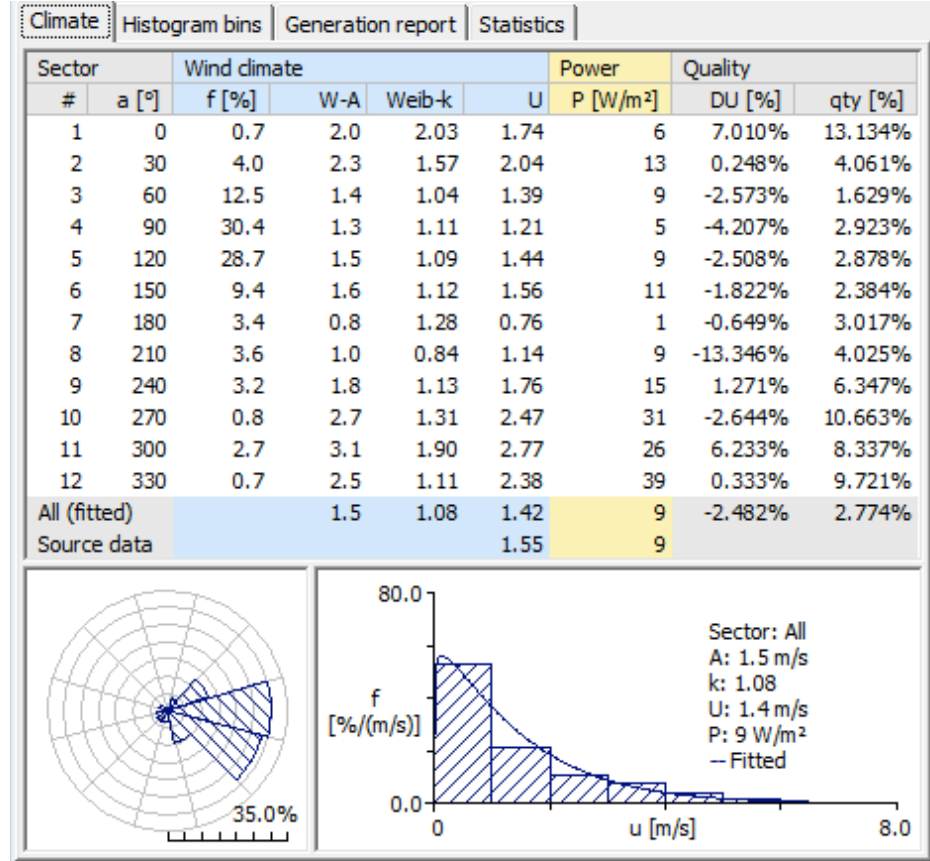 Climate Histogram bins Generation report Statistics
Sector Wind climate Power Quality
# a [°] f [%] W-A Weib-k U P [W/m²] DU [%] qty [%]
1 0 0.7 2.0 2.03 1.74 6 7.010% 13.134%
2 30 4.0 2.3 1.57 2.04 13 0.248% 4.061%
3 60 12.5 1.4 1.04 1.39 9 -2.573% 1.629%
4 90 30.4 1.3 1.11 1.21 5 -4.207% 2.923%
5 120 28.7 1.5 1.09 1.44 9 -2.508% 2.878%
6 150 9.4 1.6 1.12 1.56 11 -1.822% 2.384%
7 180 3.4 0.8 1.28 0.76 1 -0.649% 3.017%
8 210 3.6 1.0 0.84 1.14 9 -13.346% 4.025%
9 240 3.2 1.8 1.13 1.76 15 1.271% 6.347%
10 270 0.8 2.7 1.31 2.47 31 -2.644% 10.663%
11 300 2.7 3.1 1.90 2.77 26 6.233% 8.337%
12 330 0.7 2.5 1.11 2.38 39 0.333% 9.721%
All (fitted) 1.5 1.08 1.42 9 -2.482% 2.774%
Source data 1.55 9
35.0%
80.0
f
[%/(m/s)]
0.0
0 u [m/s] 8.0
Sector: All
A: 1.5 m/s
k: 1.08
U: 1.4 m/s
P: 9 W/m²
-- Fitted